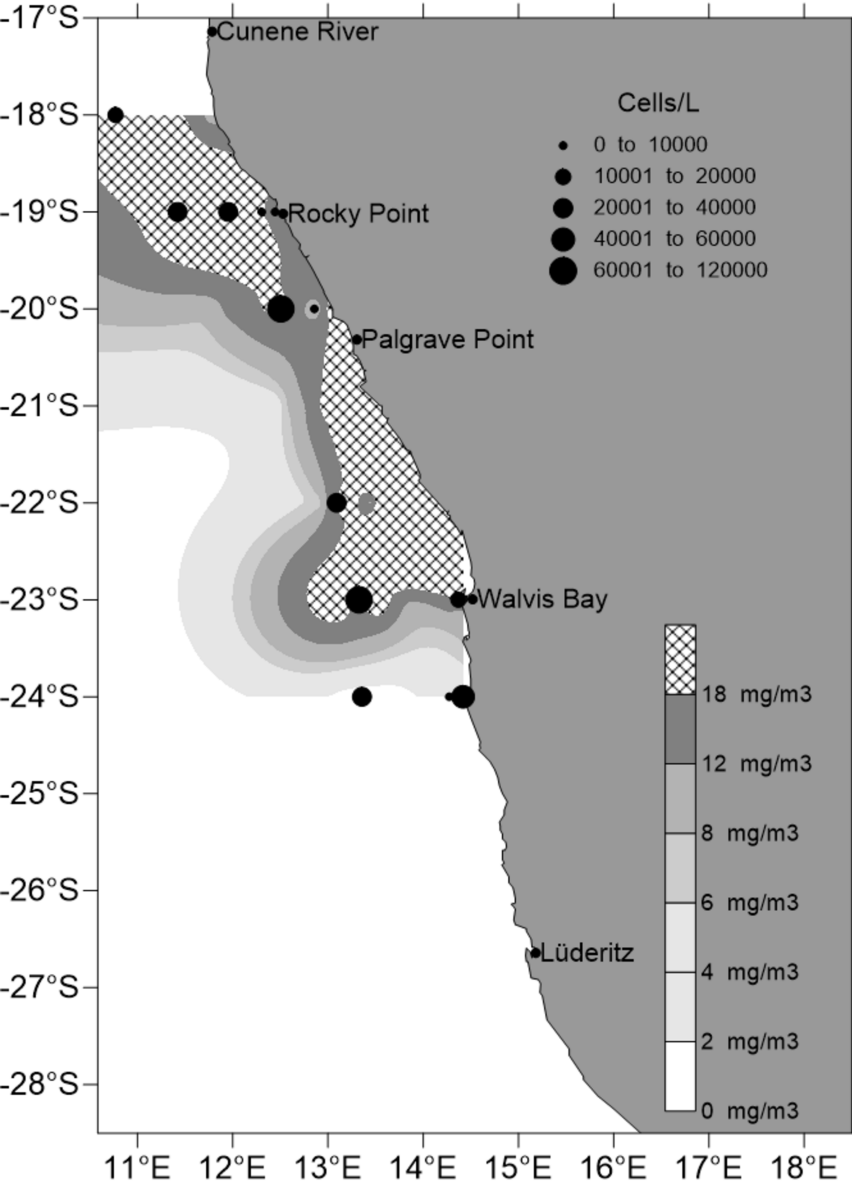 -17°S
Cunene River
Cells/L
-18°S
0 to 10000
10001 to 20000
-19°S
Rocky Point
20001 to 40000
40001 to 60000
60001 to 120000
-20°S
Palgrave Point
-21°S
-22°S
-23°S
Walvis Bay
-24°S
18 mg/m3
12 mg/m3
-25°S
8 mg/m3
-26°S
6 mg/m3
Lüderitz
4 mg/m3
-27°S
2 mg/m3
-28°S
0 mg/m3
11°E 12°E 13°E 14°E 15°E 16°E 17°E 18°E